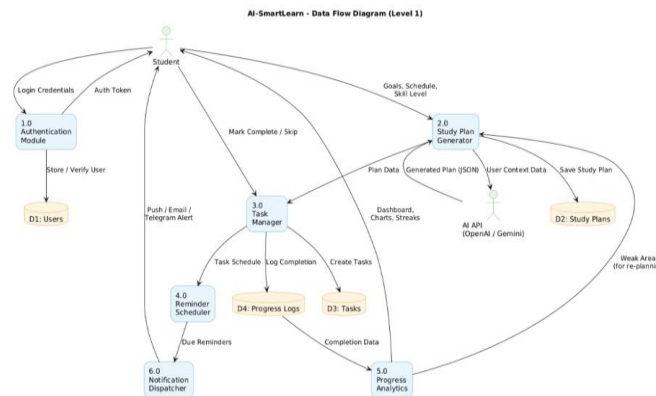 AI-SmartLearn - Data Flow Diagram (Level 1)
Student
Login Credentials
Auth Token
Goals, Schedule,
Skill Level
1.0
Authentication
Module
2.0
Study Plan
Generator
Mark Complete / Skip
Store / Verify User
Plan Data
Generated Plan (JSON)
User Context Data
Save Study Plan
D1: Users
Push / Email /
Telegram Alert
3.0
Task
Manager
Dashboard,
Charts, Streaks
AI API
(OpenAI / Gemini)
D2: Study Plans
Task Schedule
Log Completion
Create Tasks
Weak Area
(for re-planni
4.0
Reminder
Scheduler
D4: Progress Logs
D3: Tasks
Due Reminders
Completion Data
6.0
Notification
Dispatcher
5.0
Progress
Analytics